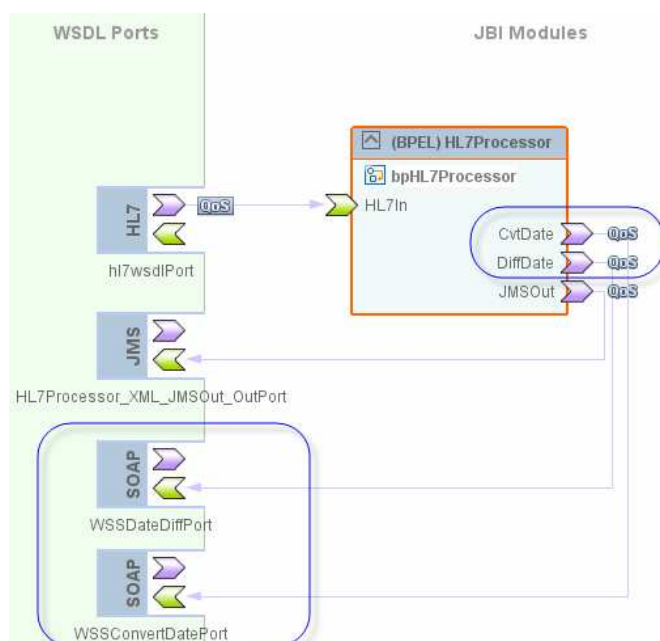 WSDL Ports
JBI Modules
(BPEL) HL7Processor
bpHL7Processor
HL7In
CvtDate
QoS
DiffDate
QoS
JMSOut
QoS
HL7
QoS
hl7wsdlPort
JMS
HL7Processor_XML_JMSOut_OutPort
SOAP
WSSDateDiffPort
SOAP
WSSConvertDatePort